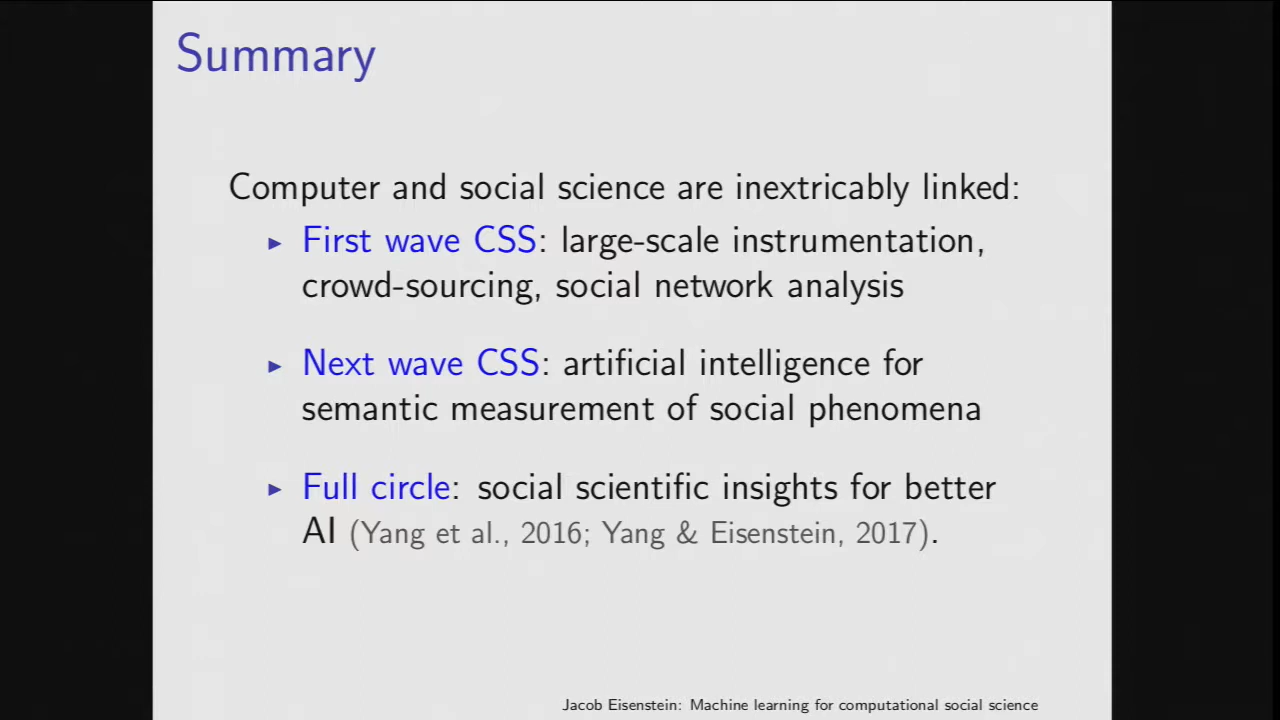 Summary
Computer and social science are inextricably linked:
▶ First wave CSS: large-scale instrumentation,
crowd-sourcing, social network analysis
▶ Next wave CSS: artificial intelligence for
semantic measurement of social phenomena
▶ Full circle: social scientific insights for better
AI (Yang et al., 2016; Yang & Eisenstein, 2017).
Jacob Eisenstein: Machine learning for computational social science